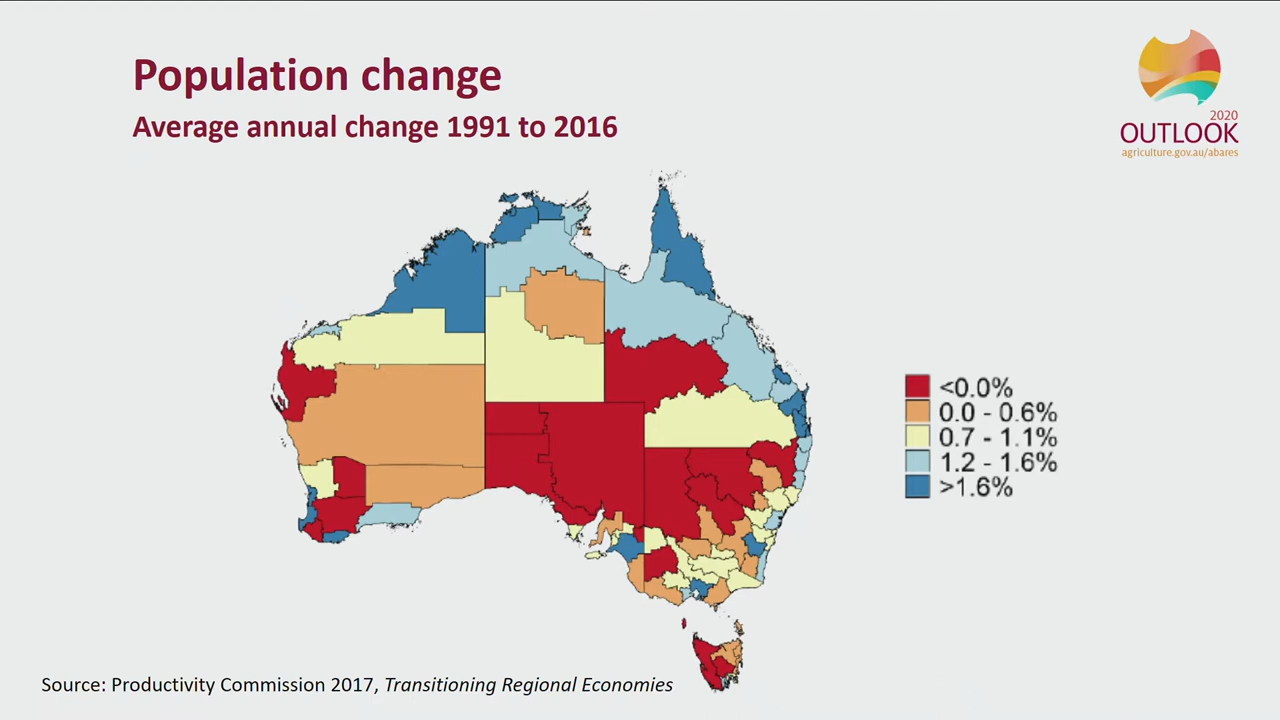 Population change
Average annual change 1991 to 2016
2020
OUTLOOK
agriculture.gov.au/abares
<0.0%
0.0 - 0.6%
0.7 - 1.1%
1.2 - 1.6%
>1.6%
Source: Productivity Commission 2017, Transitioning Regional Economies